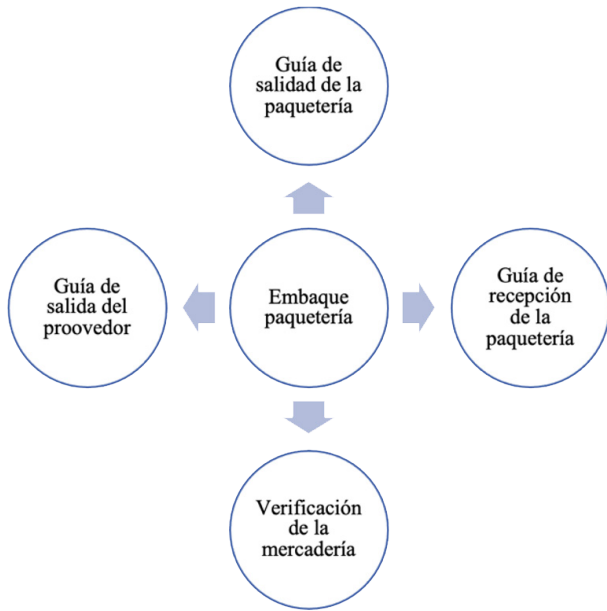 Guía de
salidad de la
paquetería
Guía de
salida del
proovedor
Embaque
paquetería
Guía de
recepción
de la
paquetería
Verificación
de la
mercadería